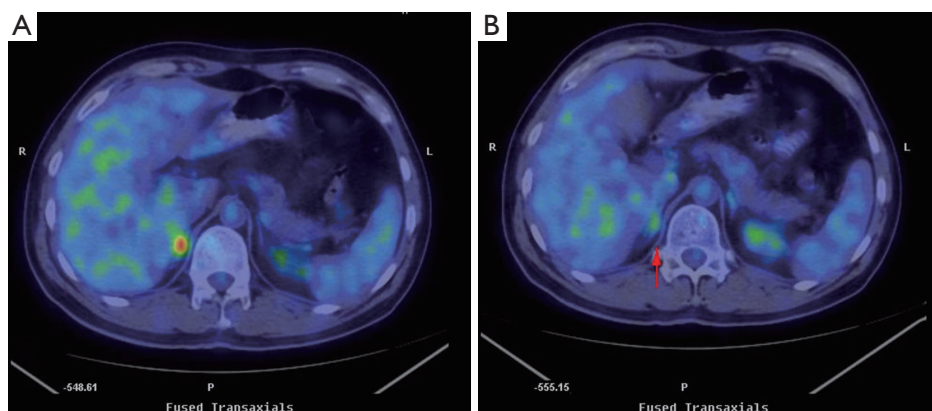 A
R
L
-548.61
P
Fused Transaxials
B
R
L
-555.15
P
Fused Transaxials